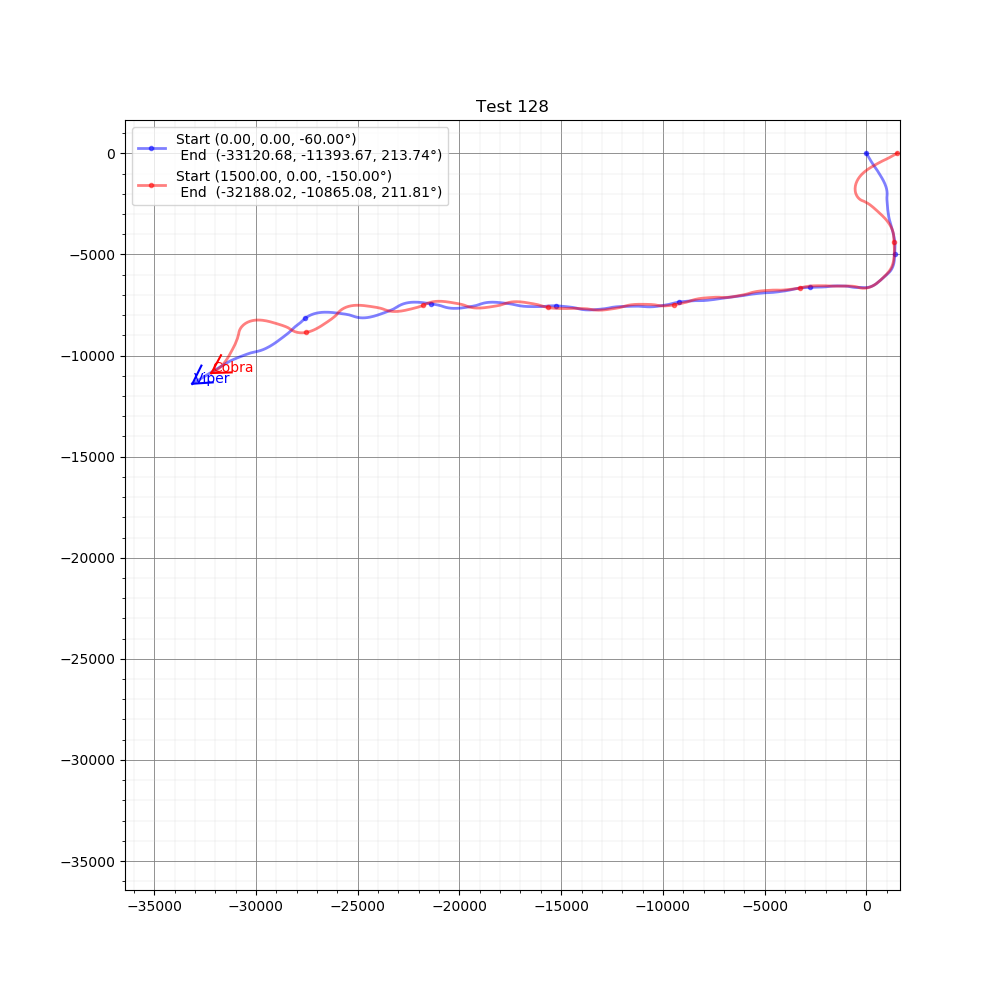 Test 128
Start (0.00, 0.00, -60.00°)
End  (-33120.68, -11393.67, 213.74°)
Start (1500.00, 0.00, -150.00°)
End  (-32188.02, -10865.08, 211.81°)
0
−5000
−10000
−15000
−20000
−25000
−30000
−35000
Cobra
Viper
−35000 −30000 −25000 −20000 −15000 −10000 −5000 0